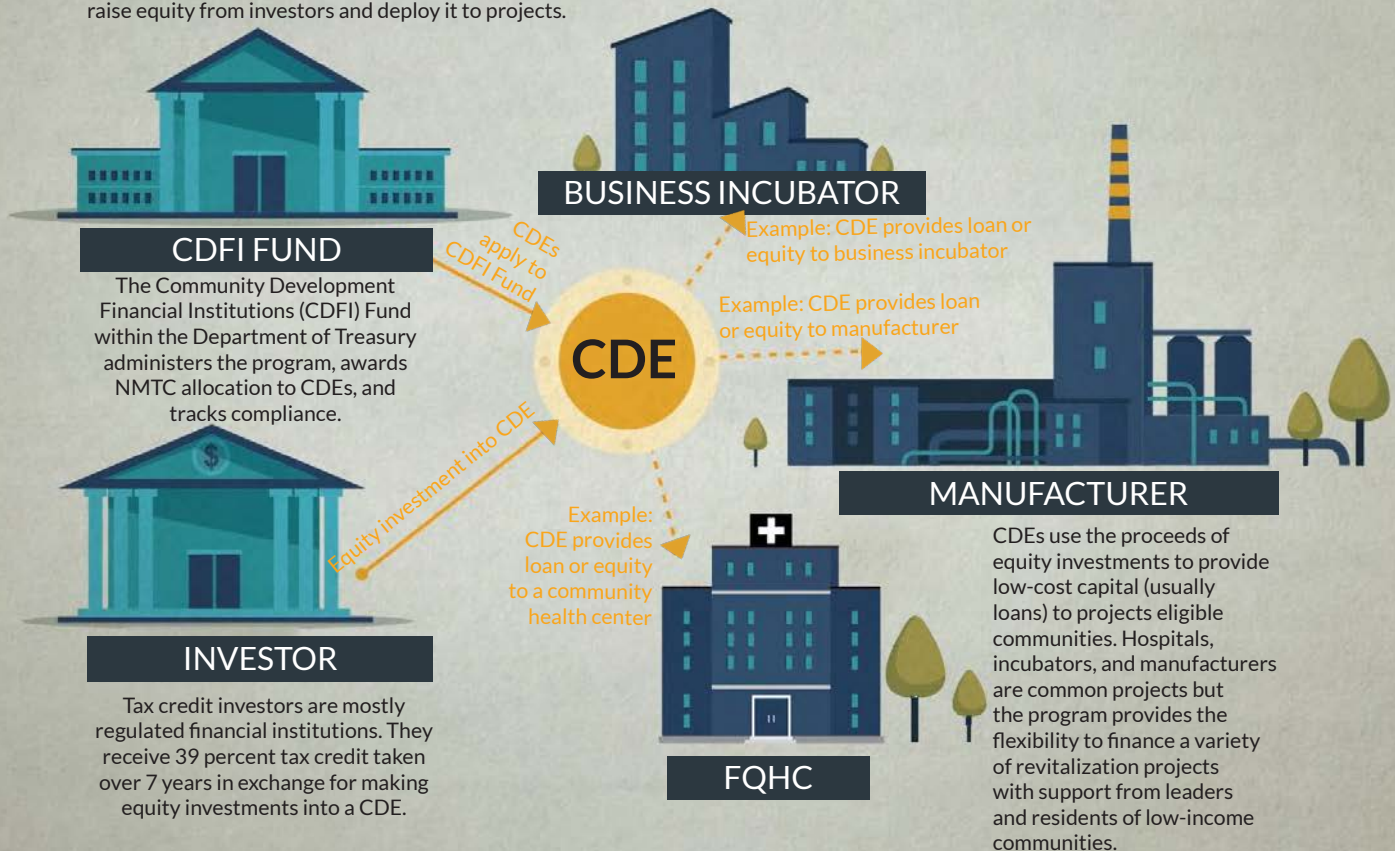 raise equity from investors and deploy it to projects.
CDFI FUND
The Community Development
Financial Institutions (CDFI) Fund
within the Department of Treasury
administers the program, awards
NMTC allocation to CDEs, and
tracks compliance.
CDEs
apply to
CDFI Fund
BUSINESS INCUBATOR
Example: CDE provides loan or
equity to business incubator
Example: CDE provides loan
or equity to manufacturer
CDE
$
Equity investment into CDE
INVESTOR
Tax credit investors are mostly
regulated financial institutions. They
receive 39 percent tax credit taken
over 7 years in exchange for making
equity investments into a CDE.
Example:
CDE provides
loan or equity
to a community
health center
FQHC
MANUFACTURER
CDEs use the proceeds of
equity investments to provide
low-cost capital (usually
loans) to projects eligible
communities. Hospitals,
incubators, and manufacturers
are common projects but
the program provides the
flexibility to finance a variety
of revitalization projects
with support from leaders
and residents of low-income
communities.